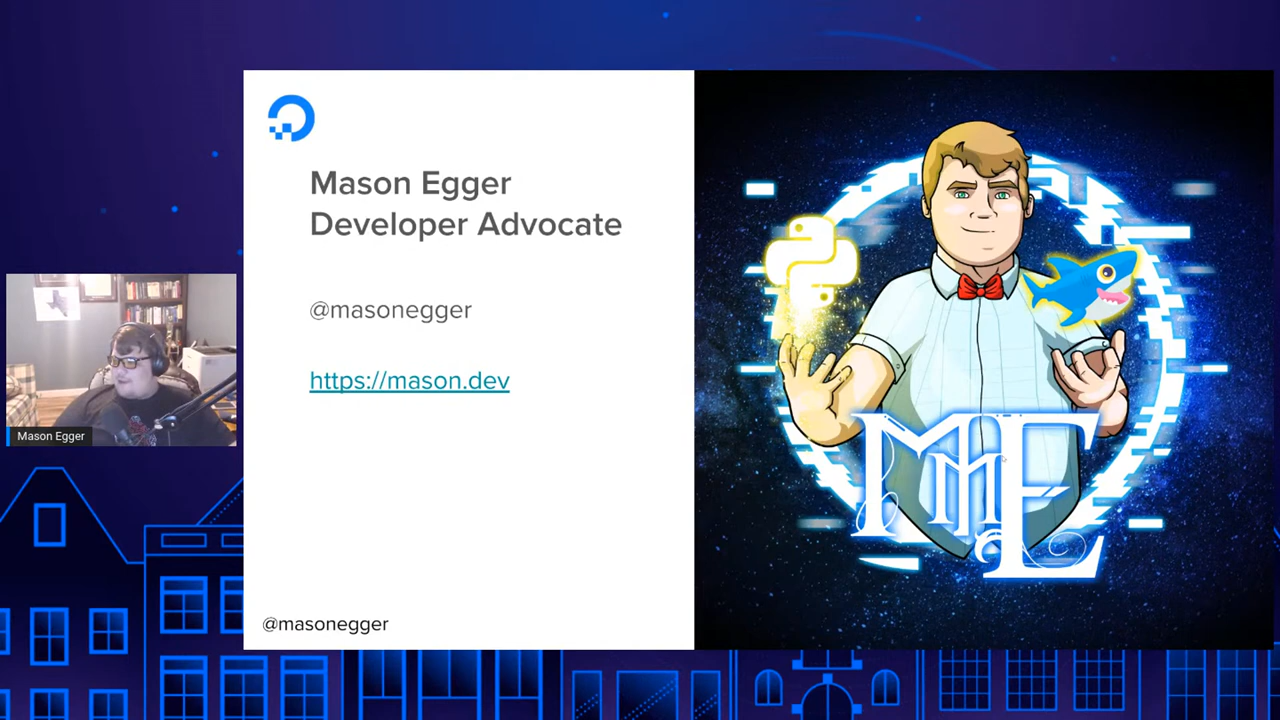 Mason Egger
Developer Advocate
@masonegger
https://mason.dev
@masonegger
Mason Egger
MME